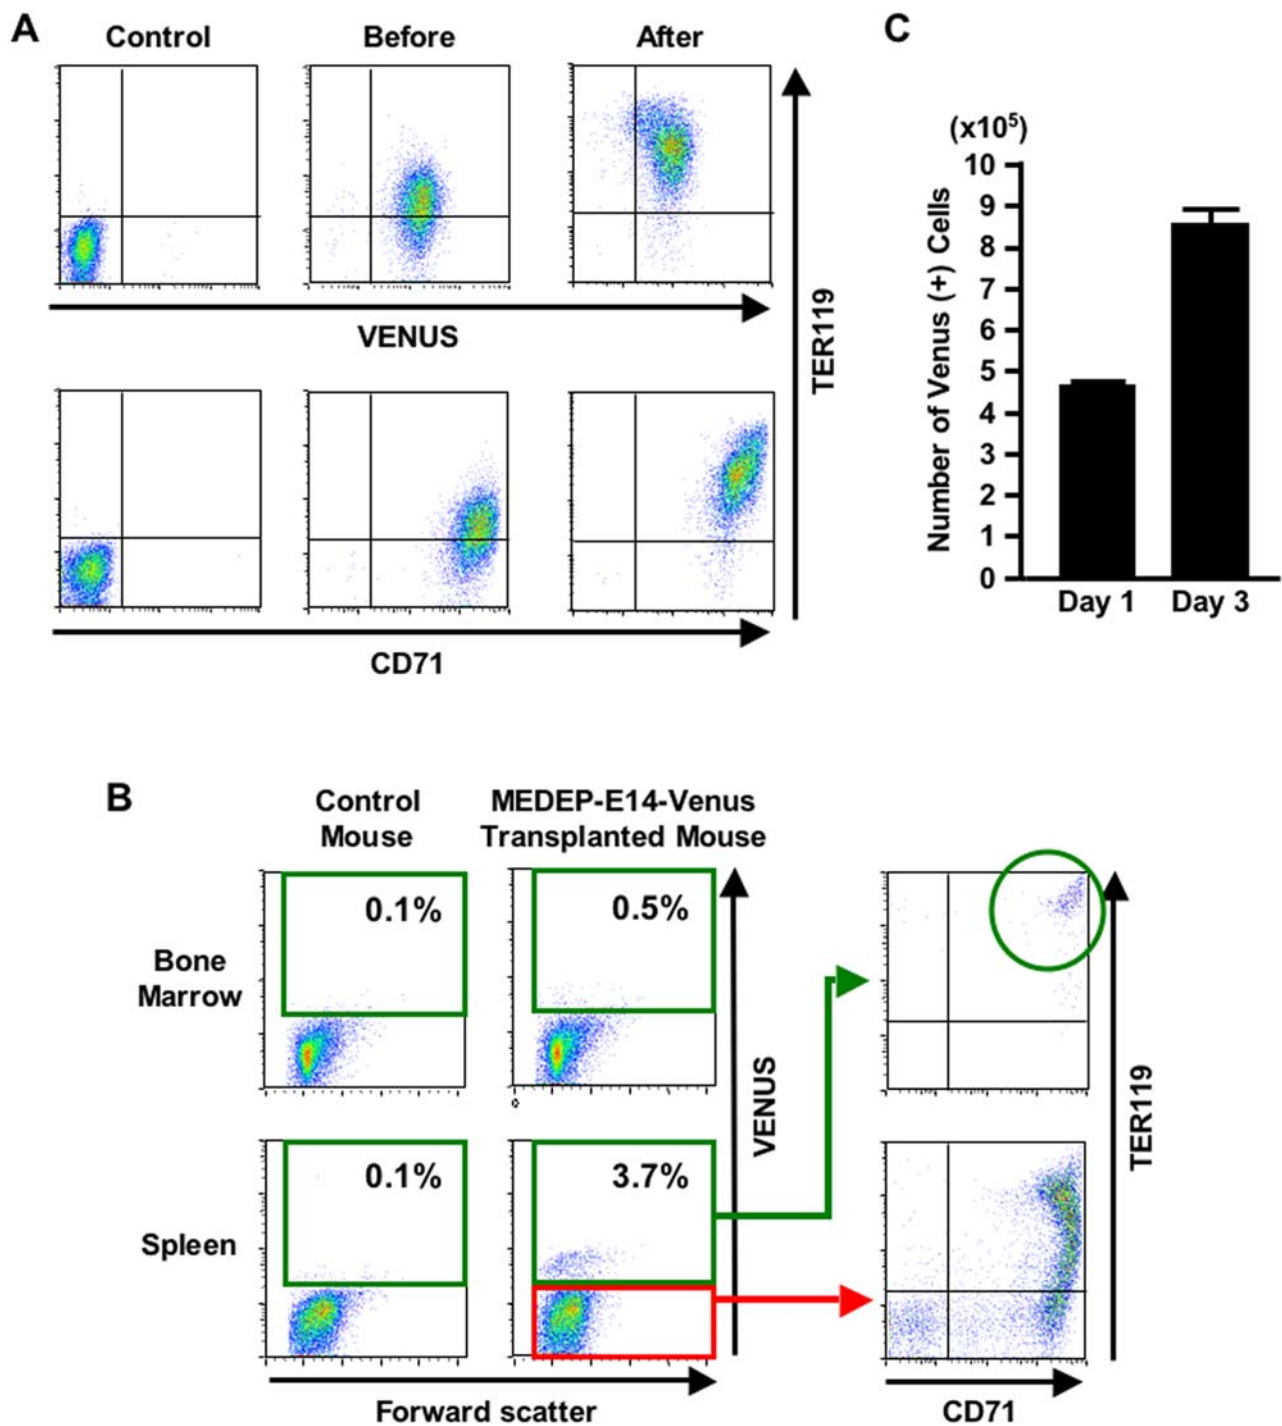 A
Control
Before
After
VENUS
CD71
TER119
C
(x10⁵)
Number of Venus (+) Cells
10
9
8
7
6
5
4
3
2
1
0
Day 1
Day 3
B
Control
Mouse
MEDEP-E14-Venus
Transplanted Mouse
Bone
Marrow
0.1%
0.5%
Spleen
0.1%
3.7%
VENUS
Forward scatter
TER119
CD71